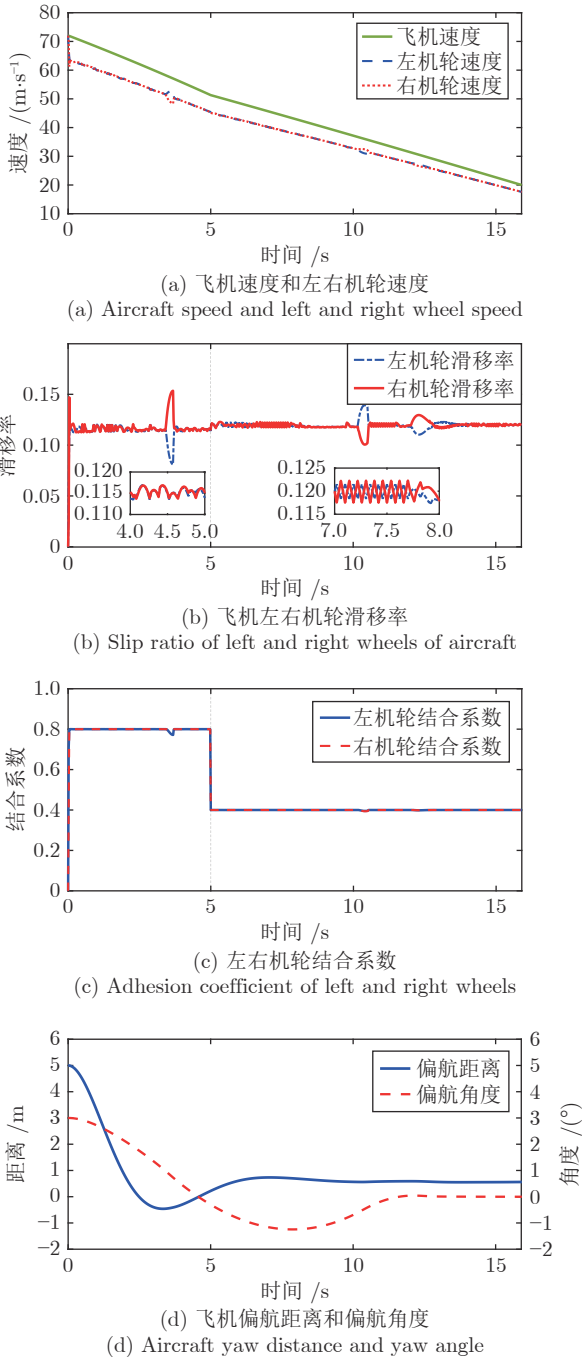 80
70
60
50
40
30
20
10
速度 /(m·s⁻¹)
飞机速度
左机轮速度
右机轮速度
0 5 10 15
时间 /s
(a) 飞机速度和左右机轮速度
(a) Aircraft speed and left and right wheel speed
0.15
0.10
0.05
0
滑移率
左机轮滑移率
右机轮滑移率
0.120
0.115
0.110
4.0 4.5 5.0
0.125
0.120
0.115
7.0 7.5 8.0
0 5 10 15
时间 /s
(b) 飞机左右机轮滑移率
(b) Slip ratio of left and right wheels of aircraft
1.0
0.8
0.6
0.4
0.2
0
结合系数
左机轮结合系数
右机轮结合系数
0 5 10 15
时间 /s
(c) 左右机轮结合系数
(c) Adhesion coefficient of left and right wheels
6
5
4
3
2
1
0
−1
−2
距离 /m
偏航距离
偏航角度
6
5
4
3
2
1
0
−1
−2
角度 /(°)
0 5 10 15
时间 /s
(d) 飞机偏航距离和偏航角度
(d) Aircraft yaw distance and yaw angle